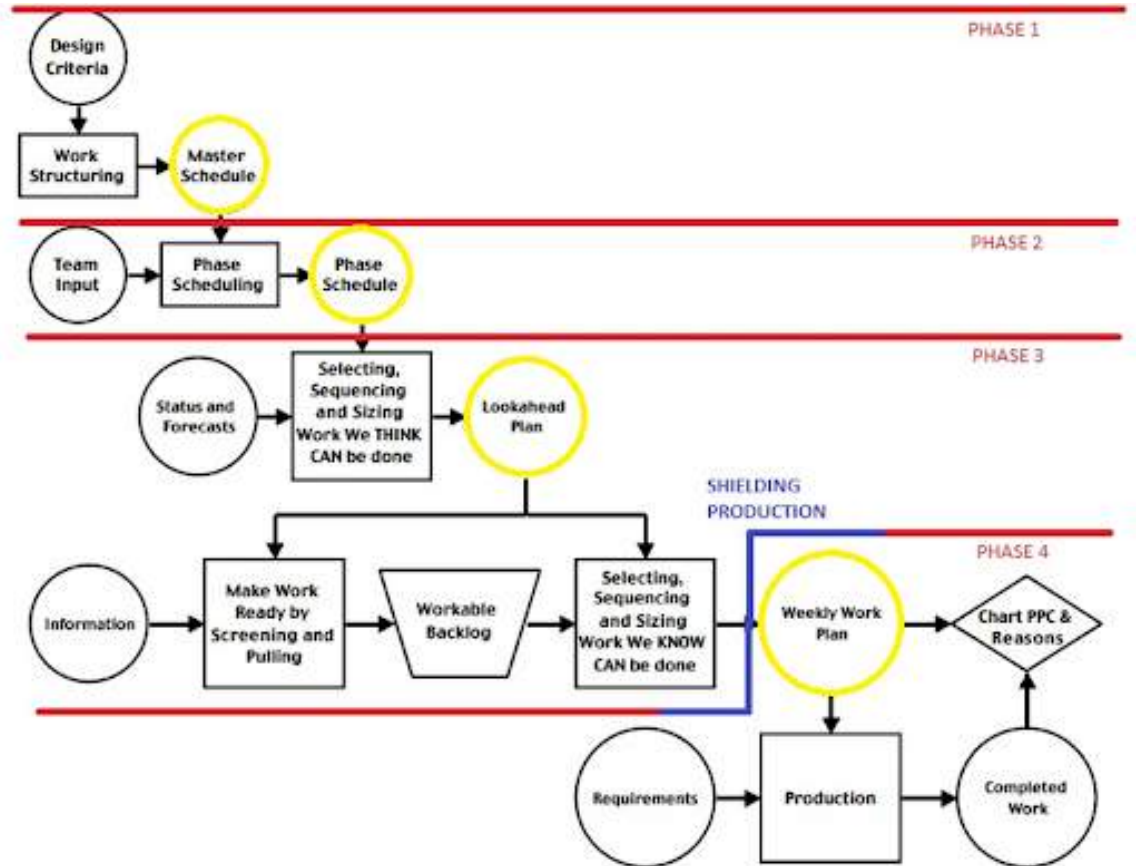 PHASE 1
Design
Criteria
Work
Structuring
Master
Schedule
PHASE 2
Team
Input
Phase
Scheduling
Phase
Schedule
PHASE 3
Status and
Forecasts
Selecting,
Sequencing
and Sizing
Work We THINK
CAN be done
Lookahead
Plan
SHIELDING
PRODUCTION
PHASE 4
Information
Make Work
Ready by
Screening and
Pulling
Workable
Backlog
Selecting,
Sequencing
and Sizing
Work We KNOW
CAN be done
Weekly Work
Plan
Chart PPC &
Reasons
Requirements
Production
Completed
Work